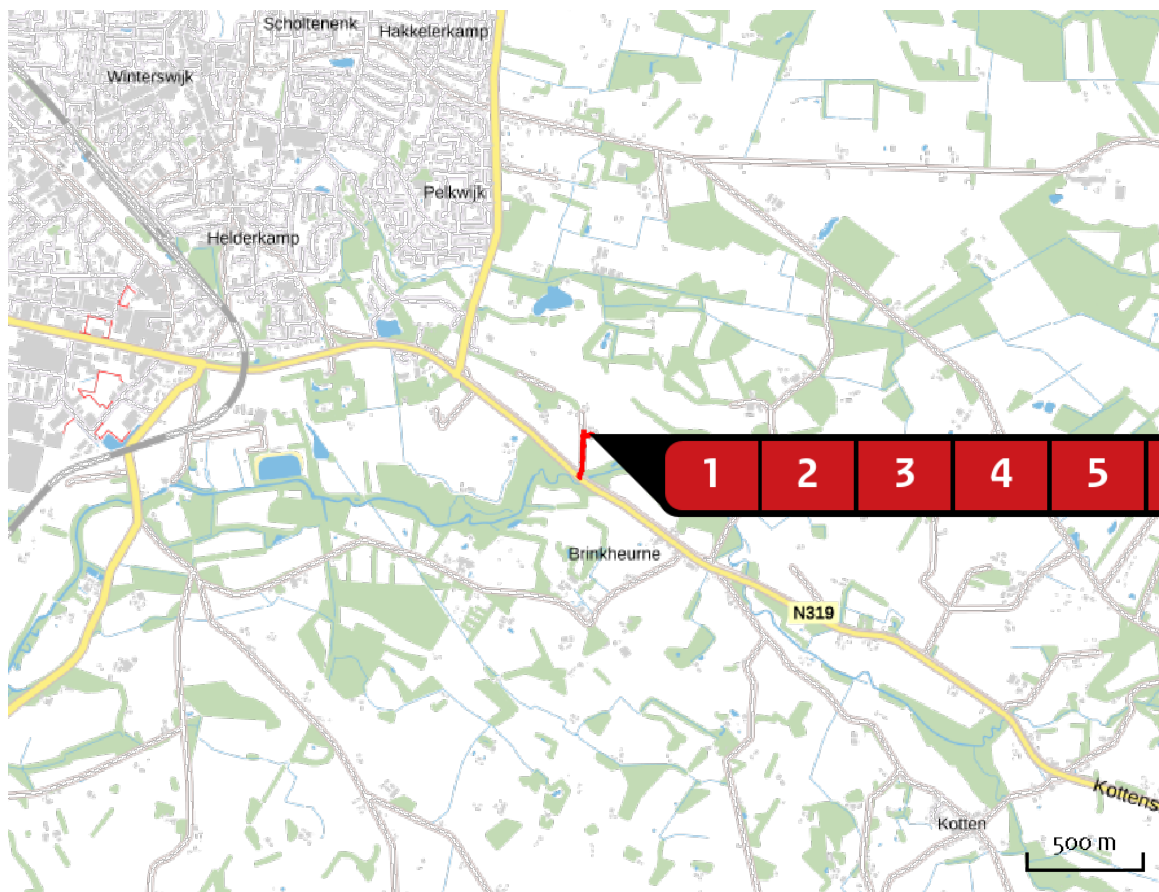 Scholtenenk
Hakkelerkamp
Winterswijk
Pelkwijk
Helderkamp
1 2 3 4 5
Brinkheurne
N319
Kottens
Kotten
500 m